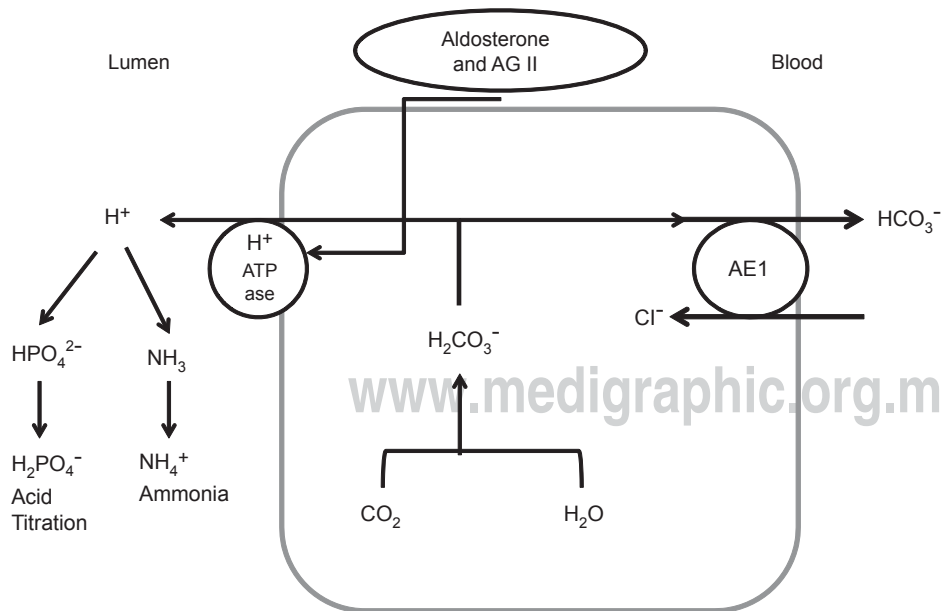 Lumen
Aldosterone
and AG II
Blood
H⁺
H⁺
ATP
ase
AE1
HCO₃⁻
Cl⁻
HPO₄²⁻
NH₃
H₂CO₃⁻
www.medigraphic.org.m
H₂PO₄⁻
Acid
Titration
NH₄⁺
Ammonia
CO₂
H₂O